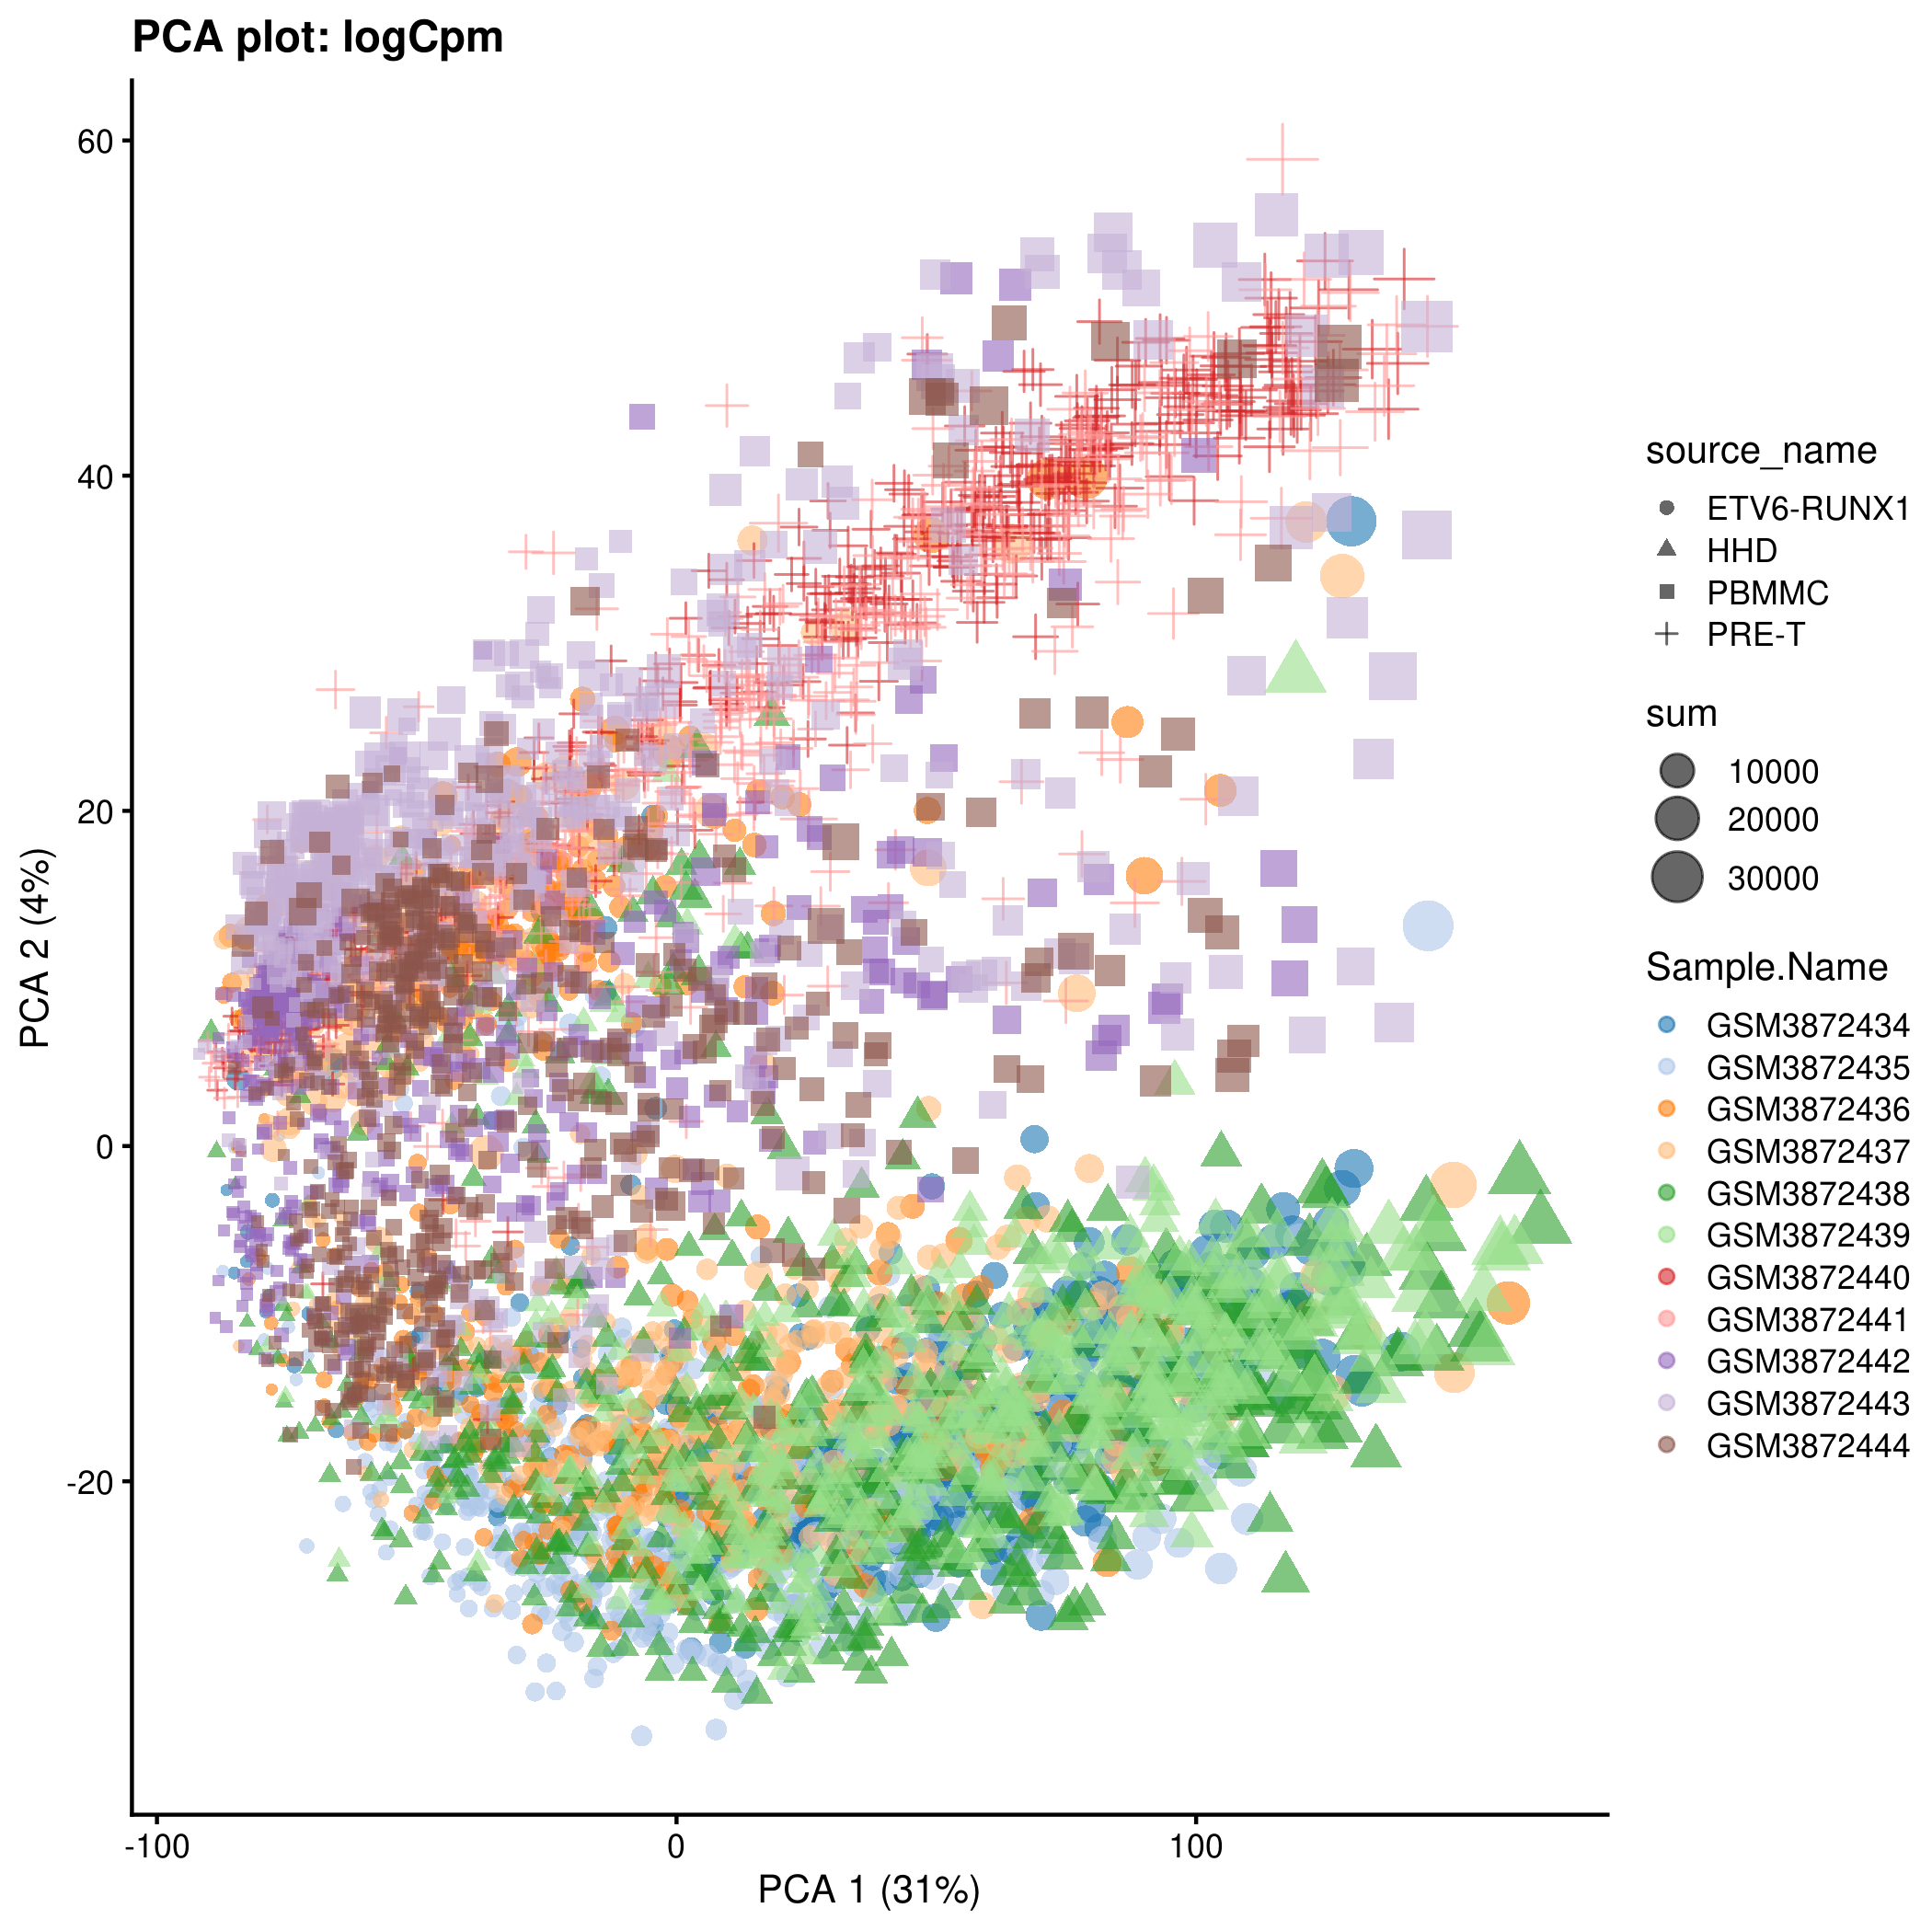 PCA plot: logCpm
60
40
20
0
-20
PCA 2 (4%)
-100
0
100
PCA 1 (31%)
source_name
ETV6-RUNX1
HHD
PBMMC
PRE-T
sum
10000
20000
30000
Sample.Name
GSM3872434
GSM3872435
GSM3872436
GSM3872437
GSM3872438
GSM3872439
GSM3872440
GSM3872441
GSM3872442
GSM3872443
GSM3872444